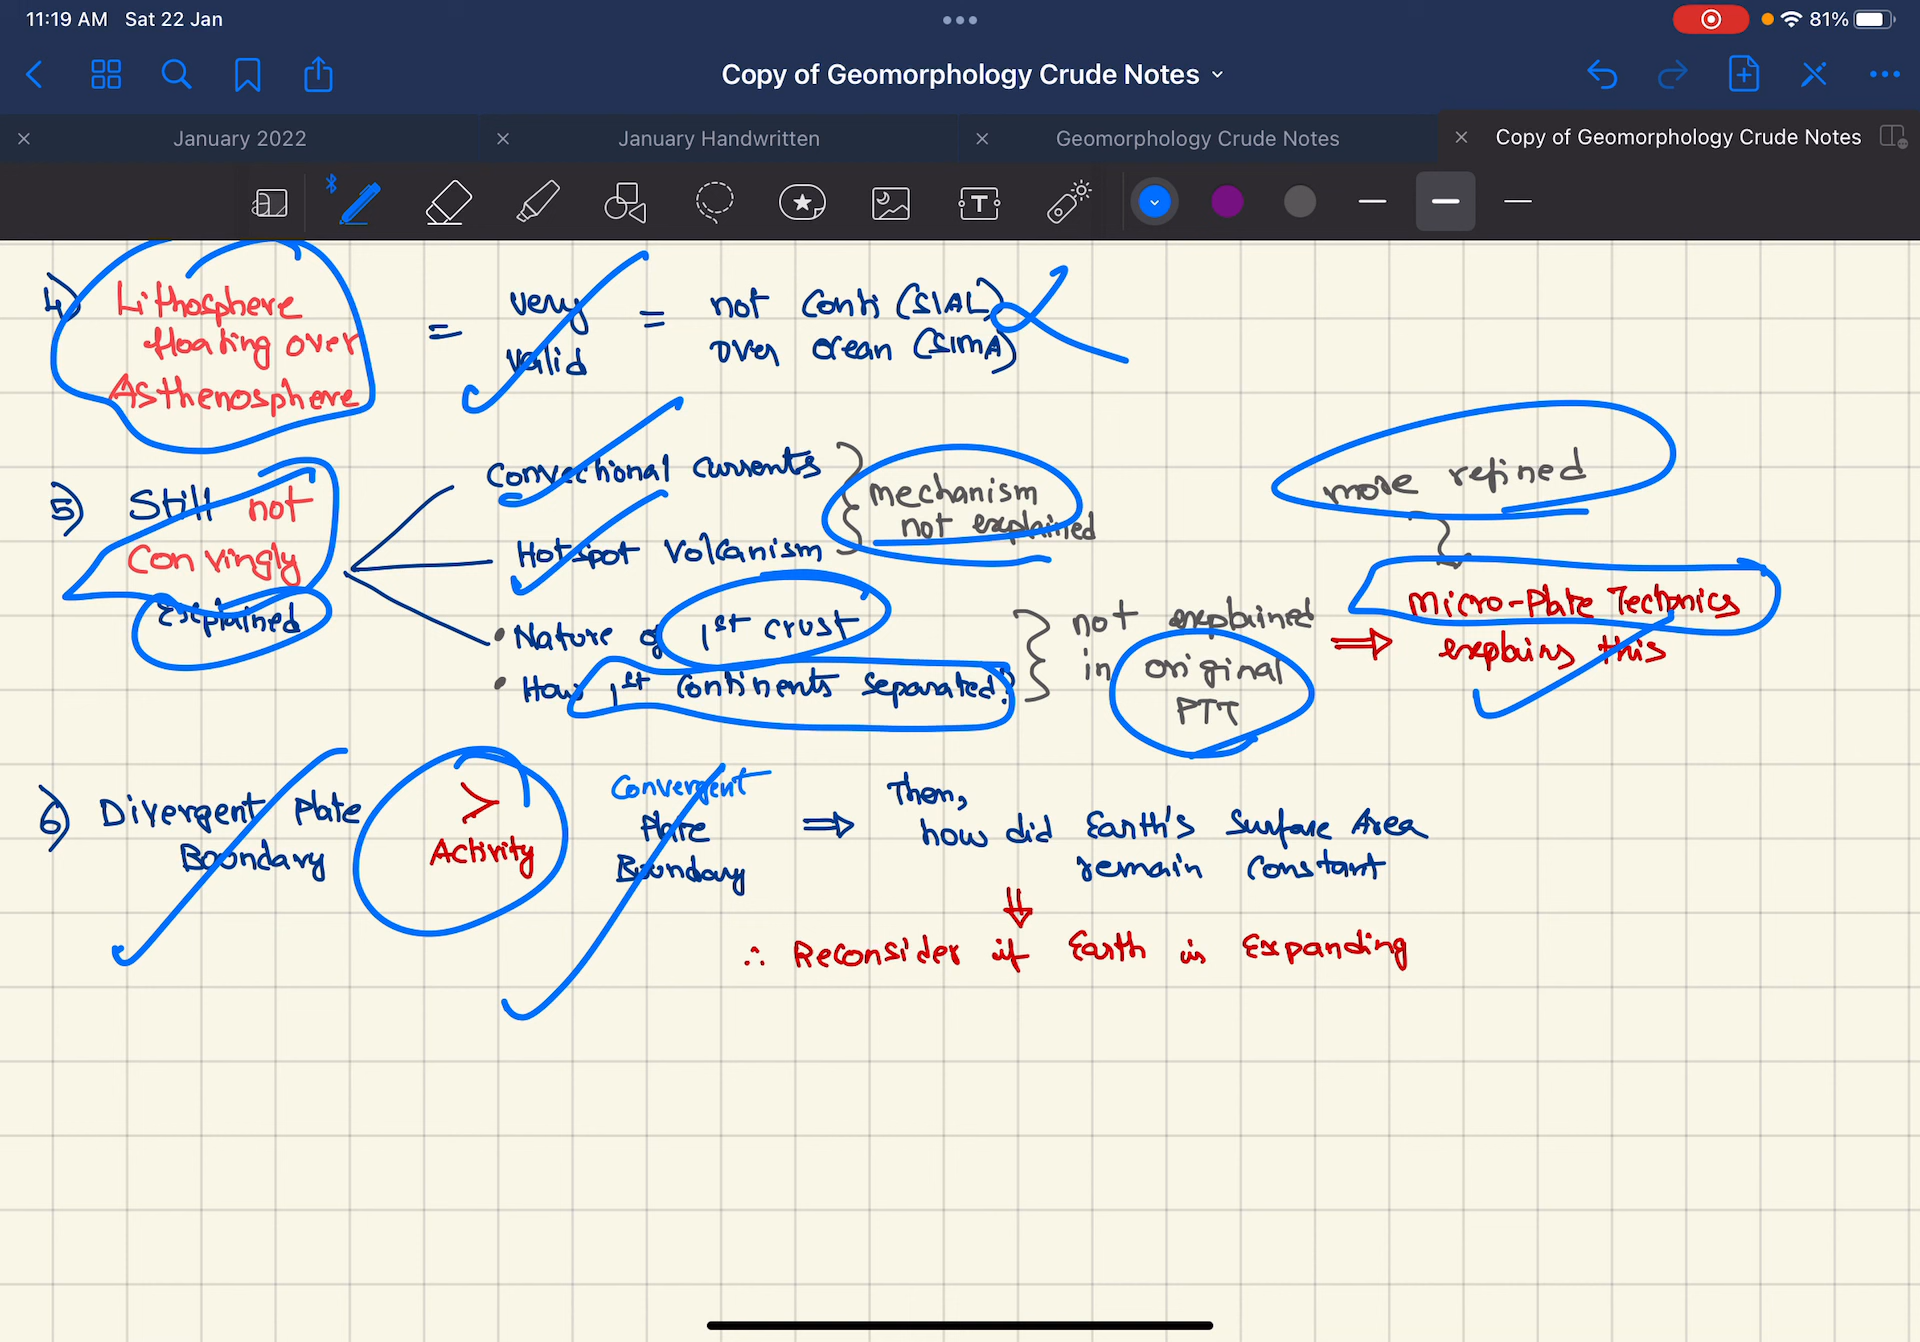 11:19 AM Sat 22 Jan
81%
Copy of Geomorphology Crude Notes
January 2022
January Handwritten
Geomorphology Crude Notes
Copy of Geomorphology Crude Notes
T
4) Lithosphere floating over Asthenosphere
= very valid
= not Conti (SIAL) over ocean (SIMA)
5) Still not Convingly Explained
Convectional Currents
Hotspot Volcanism
mechanism not explained
• Nature of 1st crust
• How 1st Continents Separated?
not explained in original PTT
more refined
⇒ Micro-Plate Tectonics explains this
6) Divergent Plate Boundary
> Activity
Convergent Plate Boundary
⇒ Then, how did Earth's Surface Area remain Constant
⇓
∴ Reconsider if Earth is Expanding